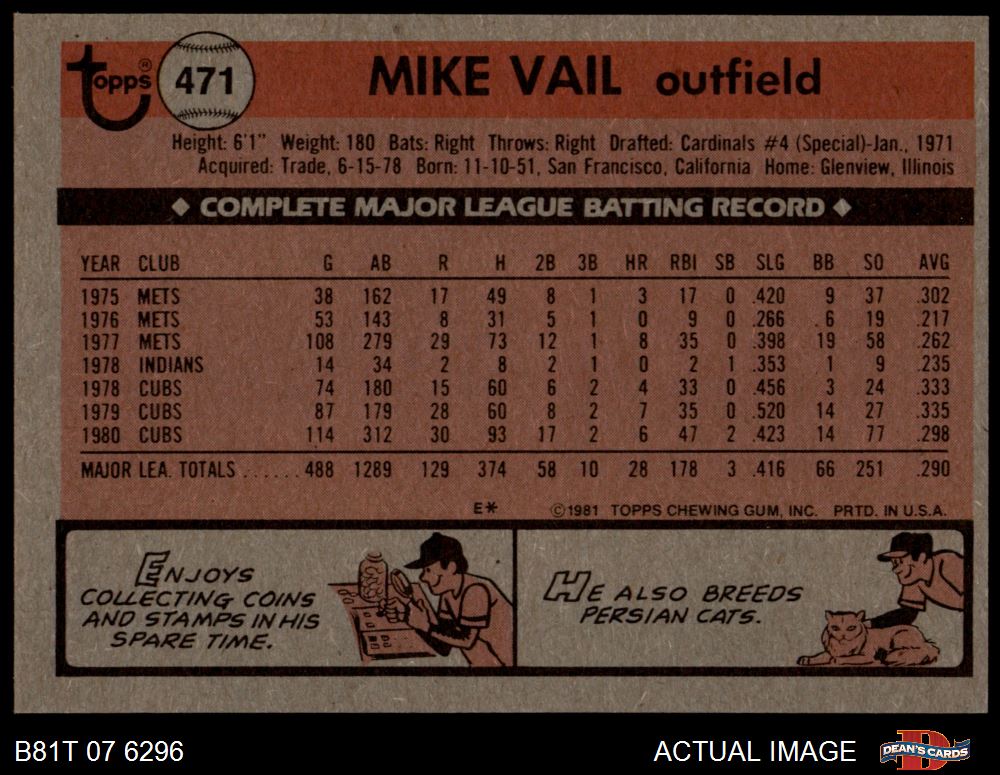 Topps® 471 MIKE VAIL outfield
Height: 6'1" Weight: 180 Bats: Right Throws: Right Drafted: Cardinals #4 (Special)-Jan., 1971
Acquired: Trade, 6-15-78 Born: 11-10-51, San Francisco, California Home: Glenview, Illinois
◆ COMPLETE MAJOR LEAGUE BATTING RECORD ◆
YEAR CLUB G AB R H 2B 3B HR RBI SB SLG BB SO AVG
1975 METS 38 162 17 49 8 1 3 17 0 .420 9 37 .302
1976 METS 53 143 8 31 5 1 0 9 0 .266 6 19 .217
1977 METS 108 279 29 73 12 1 8 35 0 .398 19 58 .262
1978 INDIANS 14 34 2 8 2 1 0 2 1 .353 1 9 .235
1978 CUBS 74 180 15 60 6 2 4 33 0 .456 3 24 .333
1979 CUBS 87 179 28 60 8 2 7 35 0 .520 14 27 .335
1980 CUBS 114 312 30 93 17 2 6 47 2 .423 14 77 .298
MAJOR LEA. TOTALS ...... 488 1289 129 374 58 10 28 178 3 .416 66 251 .290
E* ©1981 TOPPS CHEWING GUM, INC. PRTD. IN U.S.A.
ENJOYS
COLLECTING COINS
AND STAMPS IN HIS
SPARE TIME.
HE ALSO BREEDS
PERSIAN CATS.
B81T 07 6296 ACTUAL IMAGE DEAN'S CARDS